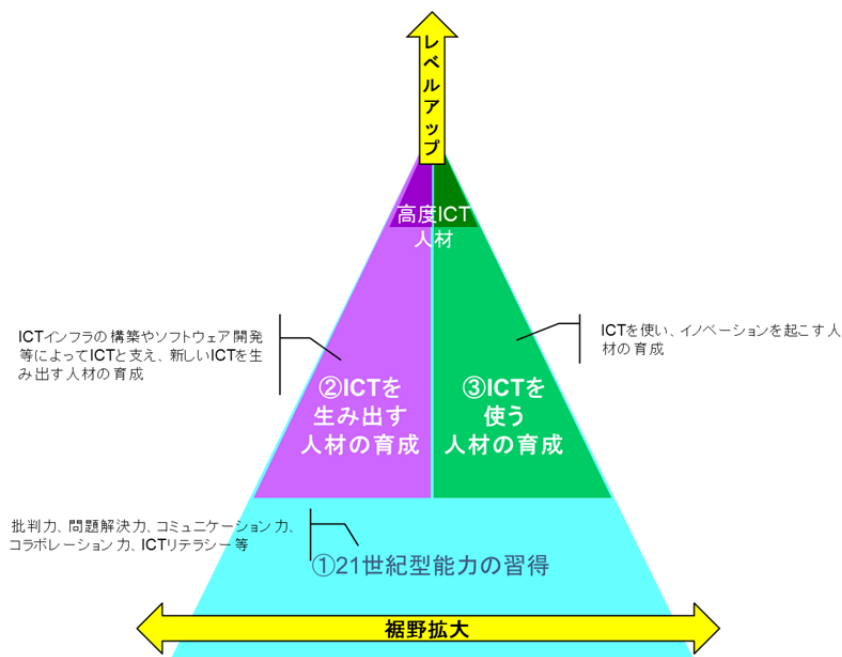 レベルアップ
高度ICT
人材
ICTインフラの構築やソフトウェア開発
等によってICTと支え、新しいICTを生
み出す人材の育成
ICTを使い、イノベーションを起こす人
材の育成
②ICTを
生み出す
人材の育成
③ICTを
使う
人材の育成
批判力、問題解決力、コミュニケーション力、
コラボレーション力、ICTリテラシー等
①21世紀型能力の習得
裾野拡大